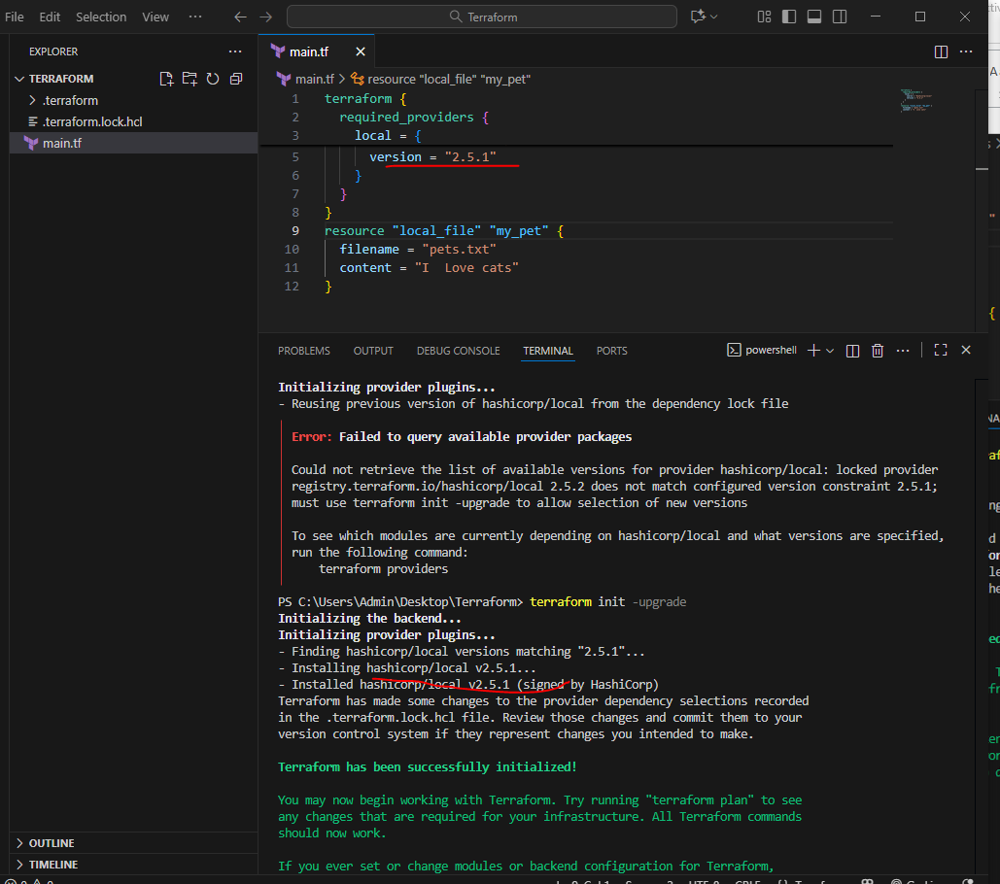 File Edit Selection View ··· Terraform
EXPLORER ···
TERRAFORM
.terraform
.terraform.lock.hcl
main.tf
OUTLINE
TIMELINE
main.tf
main.tf > resource "local_file" "my_pet"
1 terraform {
2 required_providers {
3 local = {
5 version = "2.5.1"
6 }
7 }
8 }
9 resource "local_file" "my_pet" {
10 filename = "pets.txt"
11 content = "I  Love cats"
12 }
PROBLEMS OUTPUT DEBUG CONSOLE TERMINAL PORTS powershell
Initializing provider plugins...
- Reusing previous version of hashicorp/local from the dependency lock file
Error: Failed to query available provider packages
Could not retrieve the list of available versions for provider hashicorp/local: locked provider
registry.terraform.io/hashicorp/local 2.5.2 does not match configured version constraint 2.5.1;
must use terraform init -upgrade to allow selection of new versions
To see which modules are currently depending on hashicorp/local and what versions are specified,
run the following command:
terraform providers
PS C:\Users\Admin\Desktop\Terraform> terraform init -upgrade
Initializing the backend...
Initializing provider plugins...
- Finding hashicorp/local versions matching "2.5.1"...
- Installing hashicorp/local v2.5.1...
- Installed hashicorp/local v2.5.1 (signed by HashiCorp)
Terraform has made some changes to the provider dependency selections recorded
in the .terraform.lock.hcl file. Review those changes and commit them to your
version control system if they represent changes you intended to make.
Terraform has been successfully initialized!
You may now begin working with Terraform. Try running "terraform plan" to see
any changes that are required for your infrastructure. All Terraform commands
should now work.
If you ever set or change modules or backend configuration for Terraform,